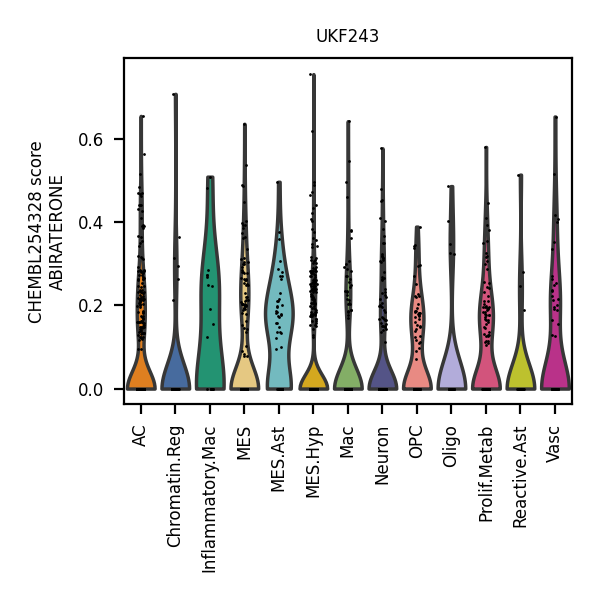 UKF243
CHEMBL254328 score
ABIRATERONE
0.6
0.4
0.2
0.0
AC
Chromatin.Reg
Inflammatory.Mac
MES
MES.Ast
MES.Hyp
Mac
Neuron
OPC
Oligo
Prolif.Metab
Reactive.Ast
Vasc